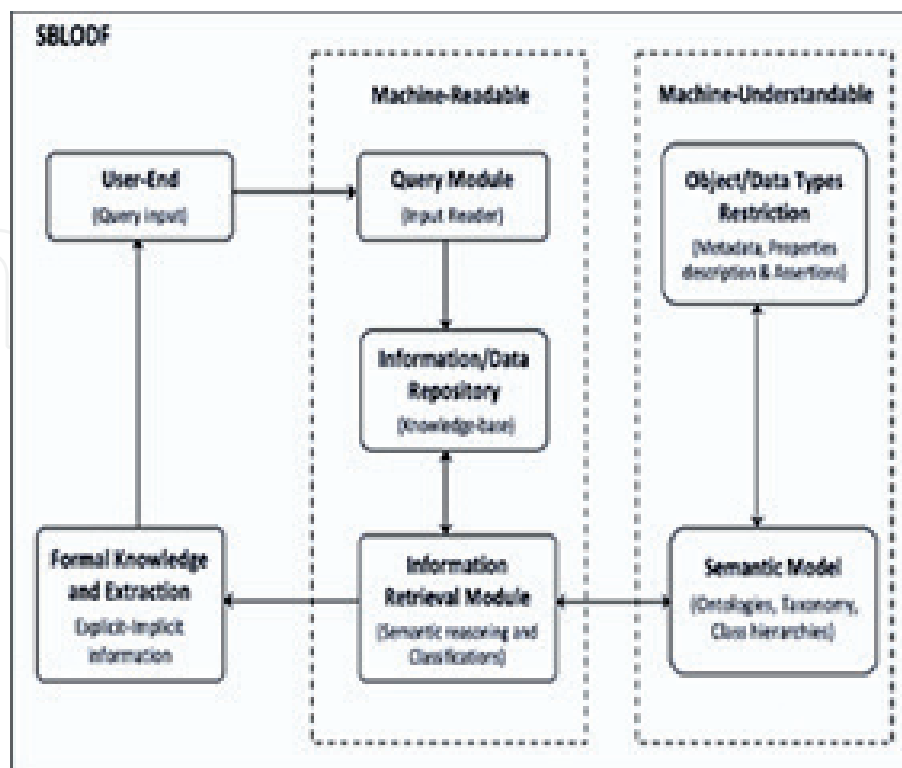 SBLODF
Machine-Readable
Machine-Understandable
User-End
(Query input)
Query Module
(Input Reader)
Object/Data Types
Restriction
(Metadata, Properties
description & Assertions)
Information/Data
Repository
(Knowledge-base)
Formal Knowledge
and Extraction
Explicit-Implicit
information
Information
Retrieval Module
(Semantic reasoning and
Classifications)
Semantic Model
(Ontologies, Taxonomy,
Class hierarchies)